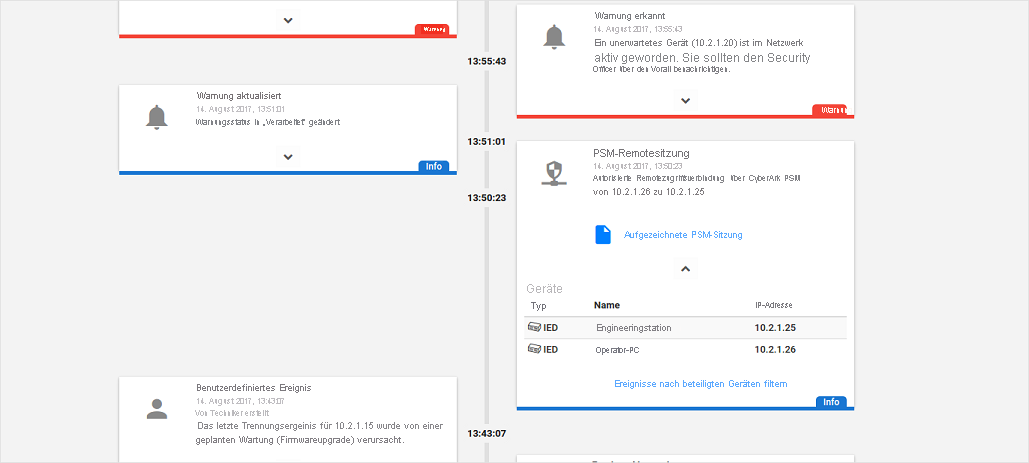 Warnung
Warnung erkannt
14. August 2017, 13:55:43
Ein unerwartetes Gerät (10.2.1.20) ist im Netzwerk
aktiv geworden. Sie sollten den Security
Officer über den Vorall benachrichtigen.
Warnun
13:55:43
Warnung aktualisiert
14. August 2017, 13:51:01
Warnungsstatus in „Verarbeitet" geändert
Info
13:51:01
PSM-Remotesitzung
14. August 2017, 13:50:23
Autorisierte Remotezugriffsverbindung über CyberArk PSM
von 10.2.1.26 zu 10.2.1.25
13:50:23
Aufgezeichnete PSM-Sitzung
Geräte
Typ Name IP-Adresse
IED Engineeringstation 10.2.1.25
IED Operator-PC 10.2.1.26
Ereignisse nach beteiligten Geräten filtern
Info
Benutzerdefiniertes Ereignis
14. August 2017, 13:43:07
Von Techniker erstellt
Das letzte Trennungsergeinis für 10.2.1.15 wurde von einer
geplanten Wartung (Firmwareupgrade) verursacht.
13:43:07